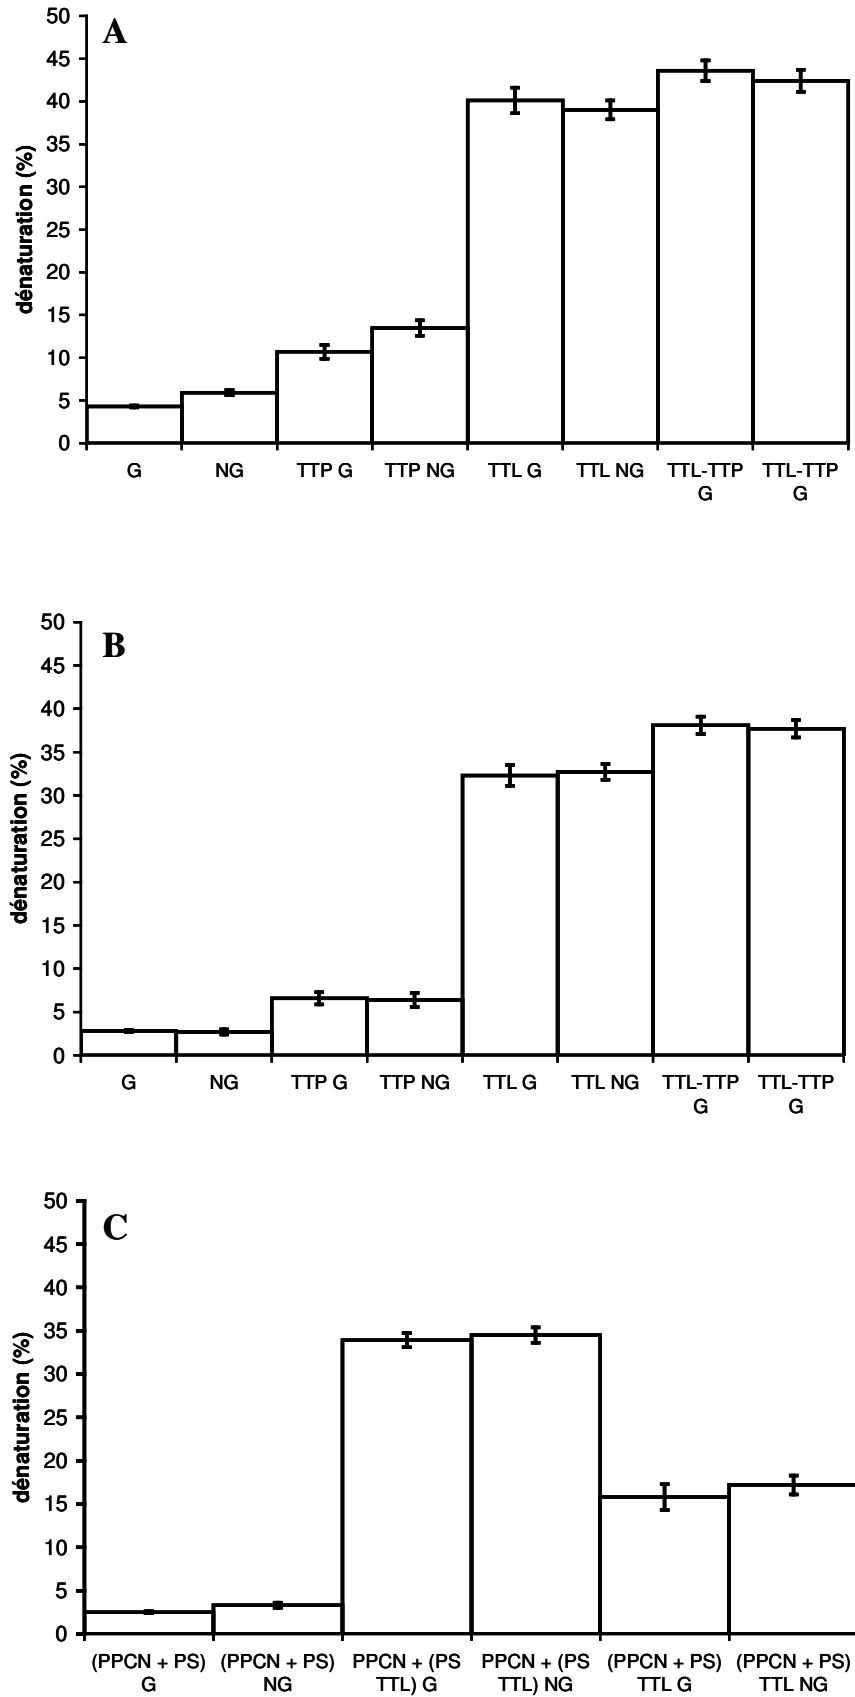 A
dénaturation (%)
50
45
40
35
30
25
20
15
10
5
0
G NG TTP G TTP NG TTL G TTL NG TTL-TTP TTL-TTP
G G
B
dénaturation (%)
50
45
40
35
30
25
20
15
10
5
0
G NG TTP G TTP NG TTL G TTL NG TTL-TTP TTL-TTP
G G
C
dénaturation (%)
50
45
40
35
30
25
20
15
10
5
0
(PPCN + PS) (PPCN + PS) PPCN + (PS PPCN + (PS (PPCN + PS) (PPCN + PS)
G NG TTL) G TTL) NG TTL G TTL NG